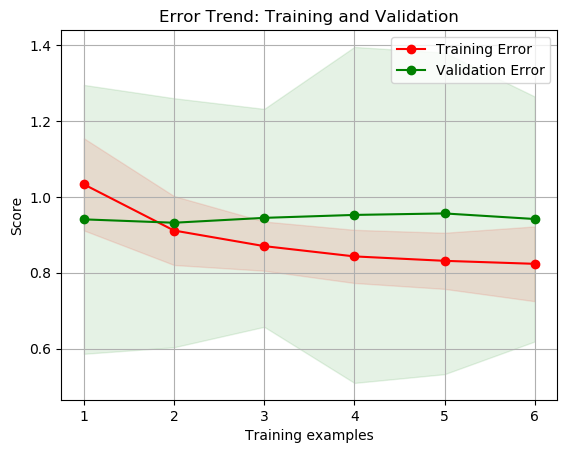 Error Trend: Training and Validation
Training Error
Validation Error
Score
1.4
1.2
1.0
0.8
0.6
1 2 3 4 5 6
Training examples